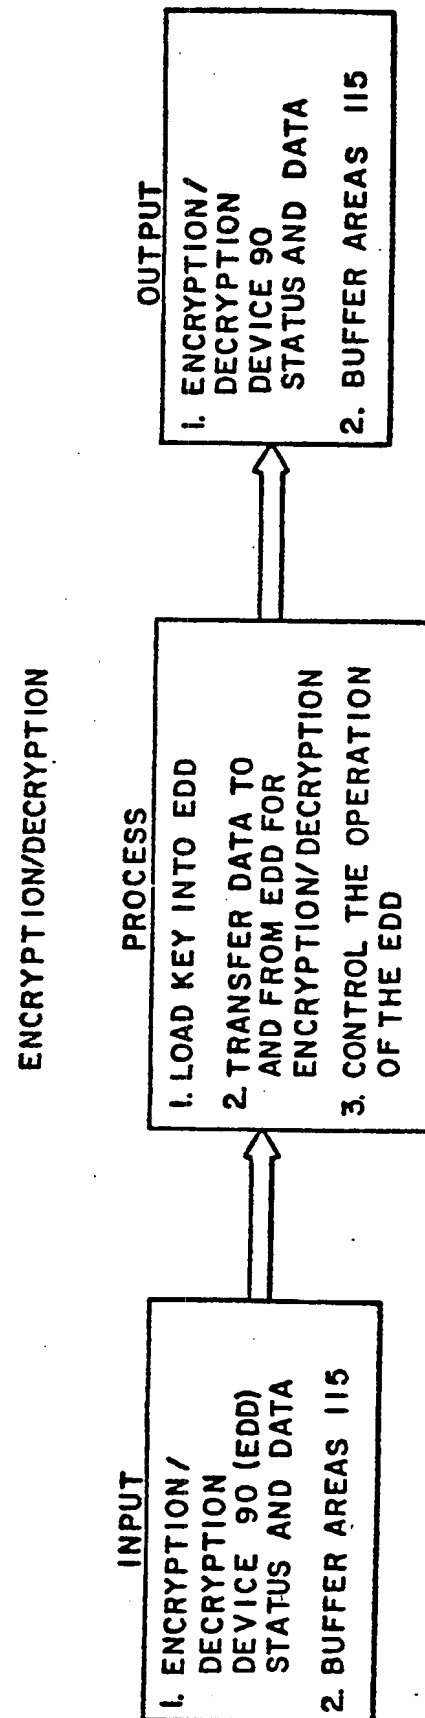 ENCRYPTION/DECRYPTION
INPUT
1. ENCRYPTION/
DECRYPTION
DEVICE 90 (EDD)
STATUS AND DATA
2. BUFFER AREAS 115
PROCESS
1. LOAD KEY INTO EDD
2. TRANSFER DATA TO
AND FROM EDD FOR
ENCRYPTION/DECRYPTION
3. CONTROL THE OPERATION
OF THE EDD
OUTPUT
1. ENCRYPTION/
DECRYPTION
DEVICE 90
STATUS AND DATA
2. BUFFER AREAS 115